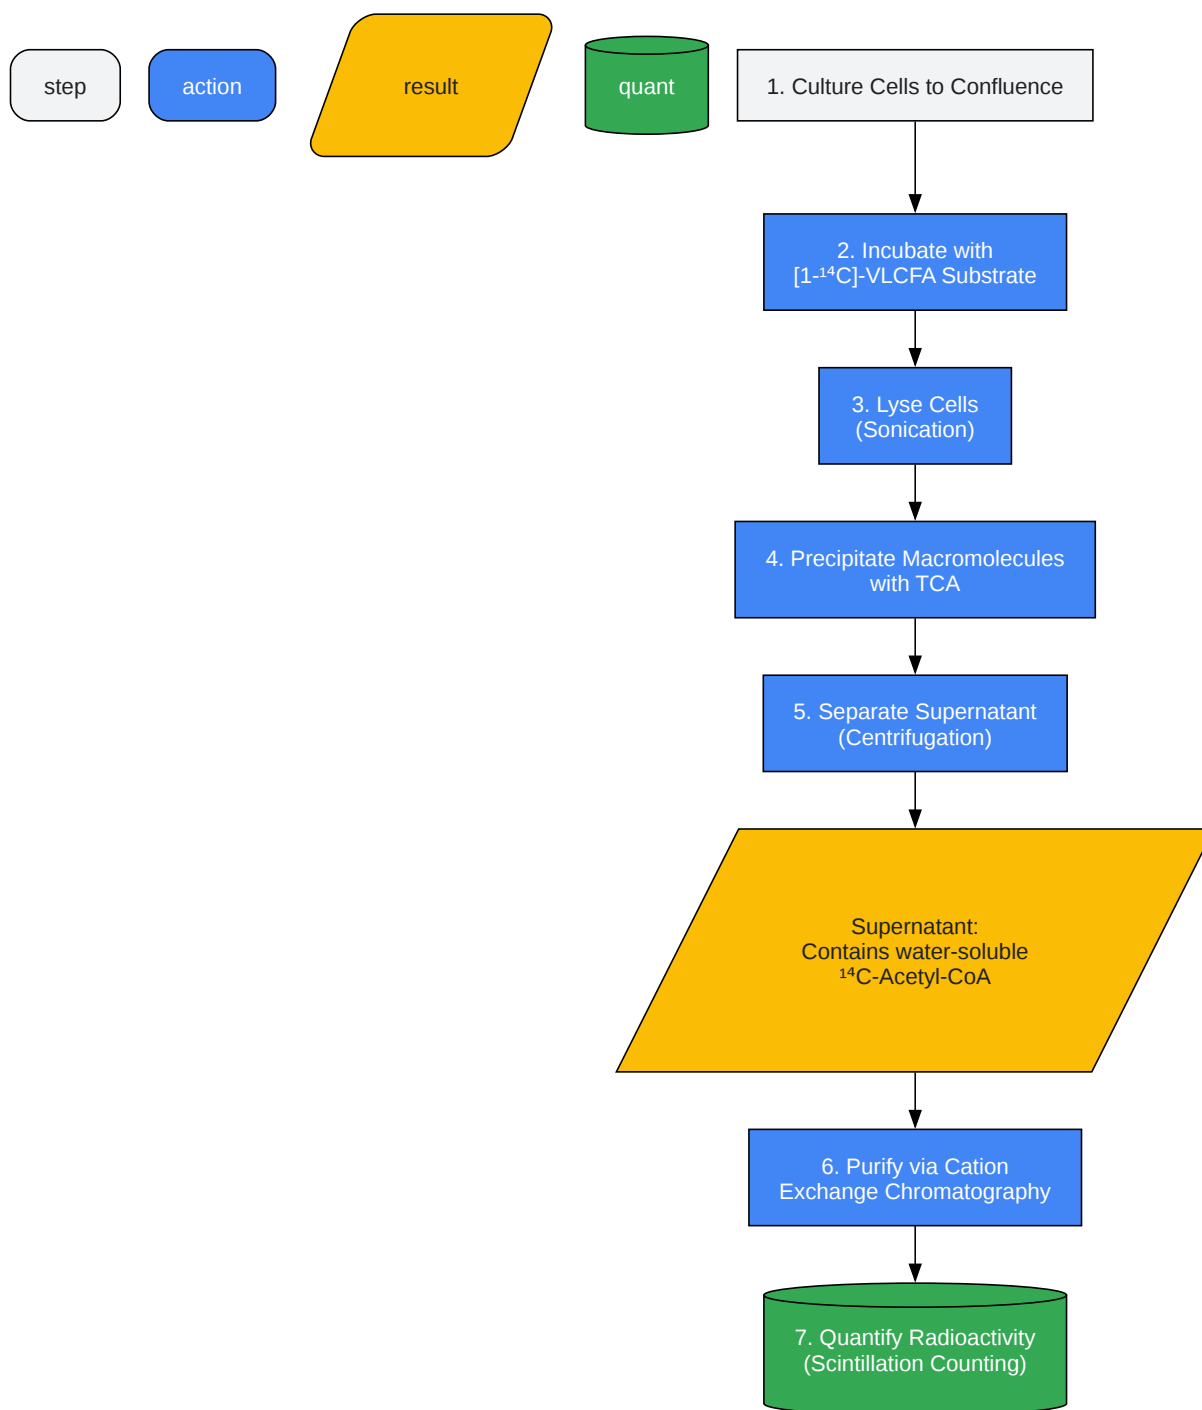 step
action
result
quant
1. Culture Cells to Confluence
2. Incubate with
[1-¹⁴C]-VLCFA Substrate
3. Lyse Cells
(Sonication)
4. Precipitate Macromolecules
with TCA
5. Separate Supernatant
(Centrifugation)
Supernatant:
Contains water-soluble
¹⁴C-Acetyl-CoA
6. Purify via Cation
Exchange Chromatography
7. Quantify Radioactivity
(Scintillation Counting)